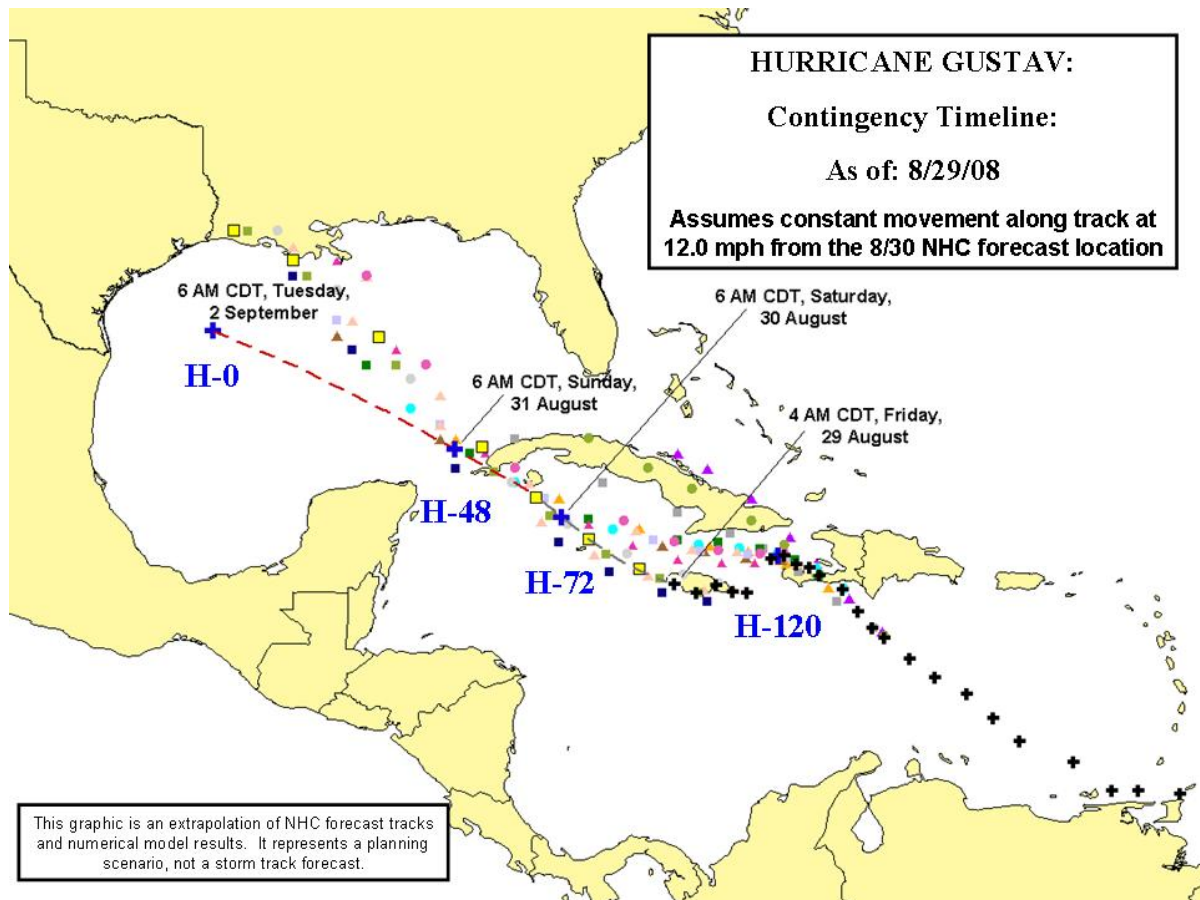 HURRICANE GUSTAV:
Contingency Timeline:
As of: 8/29/08
Assumes constant movement along track at
12.0 mph from the 8/30 NHC forecast location
6 AM CDT, Tuesday,
2 September
6 AM CDT, Saturday,
30 August
H-0
6 AM CDT, Sunday,
31 August
4 AM CDT, Friday,
29 August
H-48
H-72
H-120
This graphic is an extrapolation of NHC forecast tracks
and numerical model results. It represents a planning
scenario, not a storm track forecast.